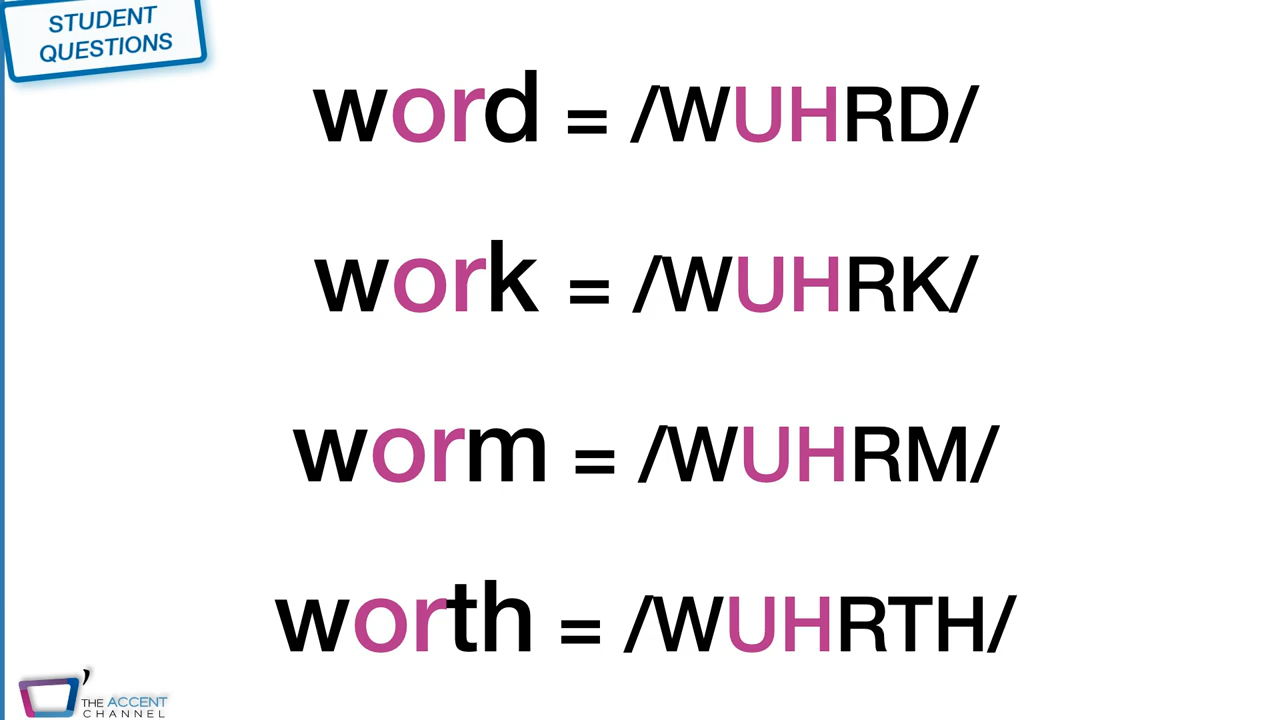 STUDENT
QUESTIONS
word = /WUHRD/
work = /WUHRK/
worm = /WUHRM/
worth = /WUHRTH/
THE ACCENT
CHANNEL